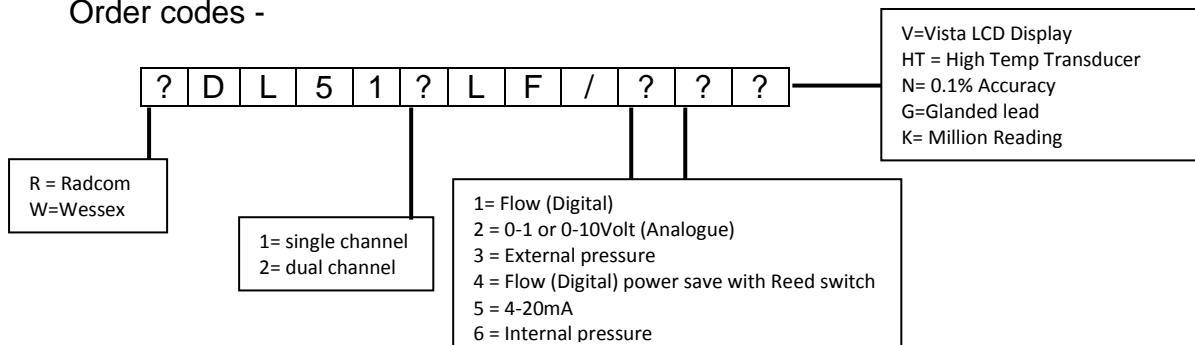 Order codes -
? D L 5 1 ? L F / ? ? ?
V=Vista LCD Display
HT = High Temp Transducer
N= 0.1% Accuracy
G=Glanded lead
K= Million Reading
R = Radcom
W=Wessex
1= single channel
2= dual channel
1= Flow (Digital)
2 = 0-1 or 0-10Volt (Analogue)
3 = External pressure
4 = Flow (Digital) power save with Reed switch
5 = 4-20mA
6 = Internal pressure